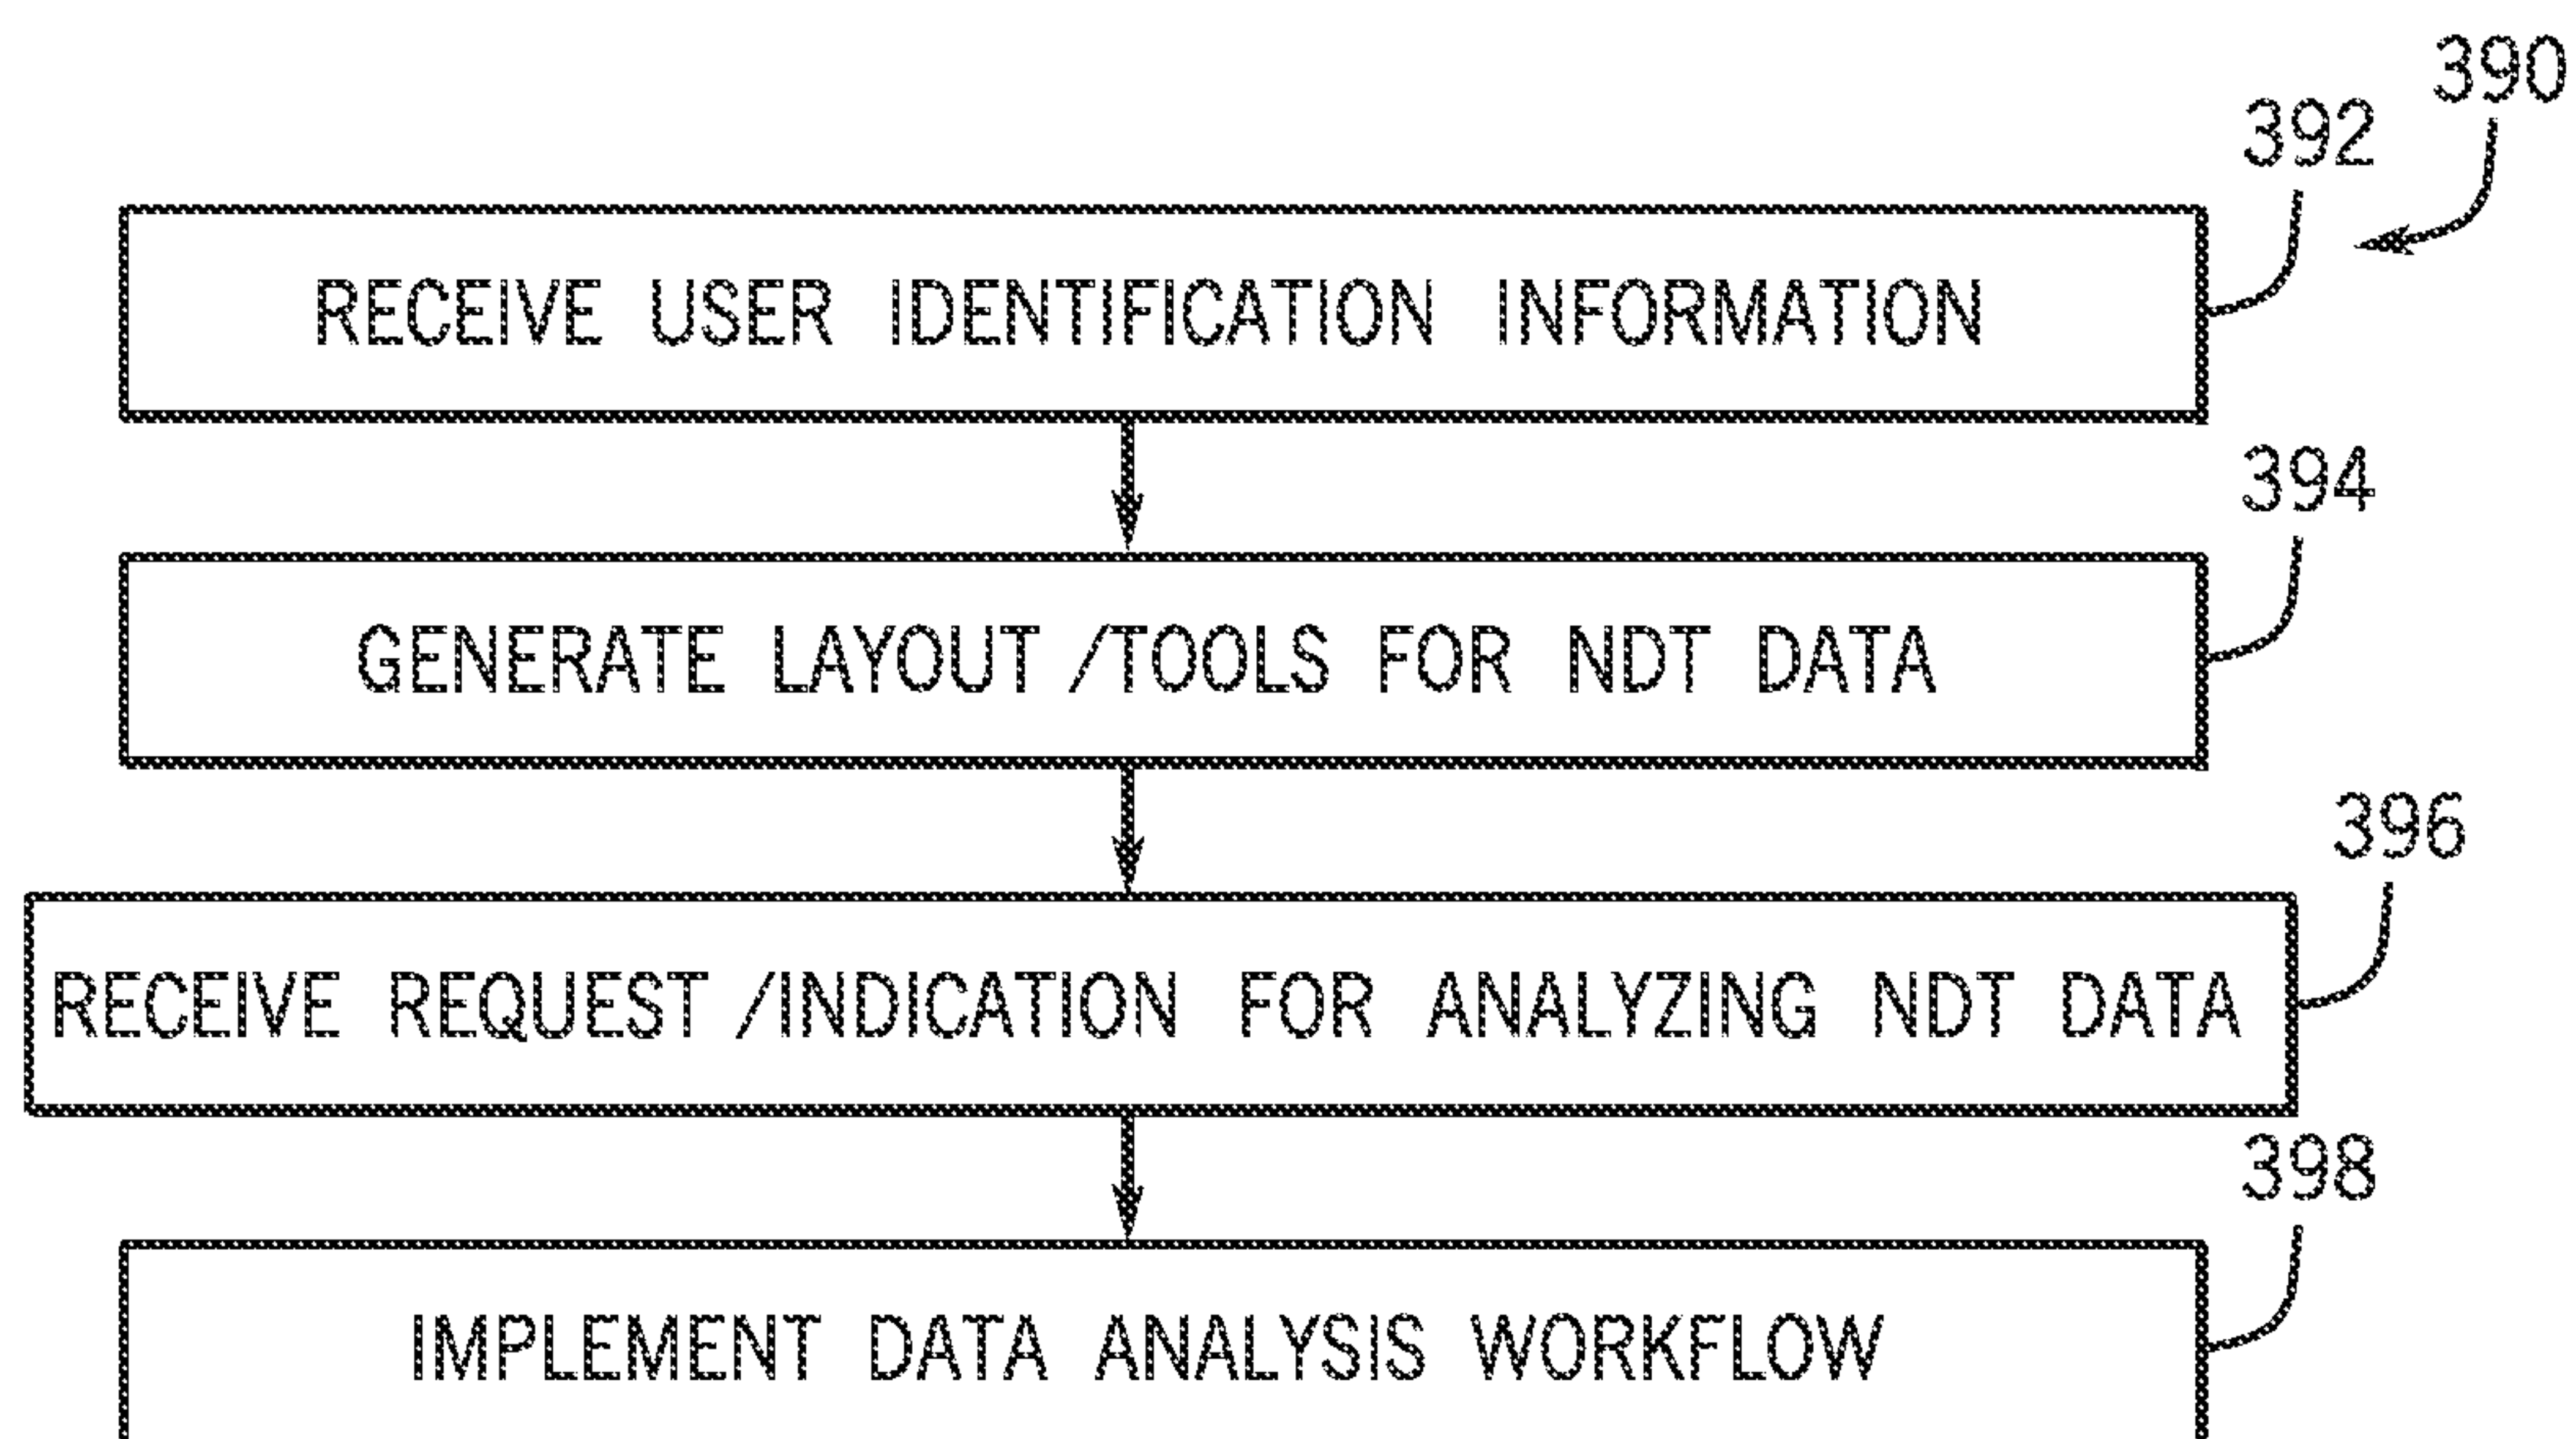 390
392
RECEIVE USER IDENTIFICATION INFORMATION
394
GENERATE LAYOUT /TOOLS FOR NDT DATA
396
RECEIVE REQUEST /INDICATION FOR ANALYZING NDT DATA
398
IMPLEMENT DATA ANALYSIS WORKFLOW